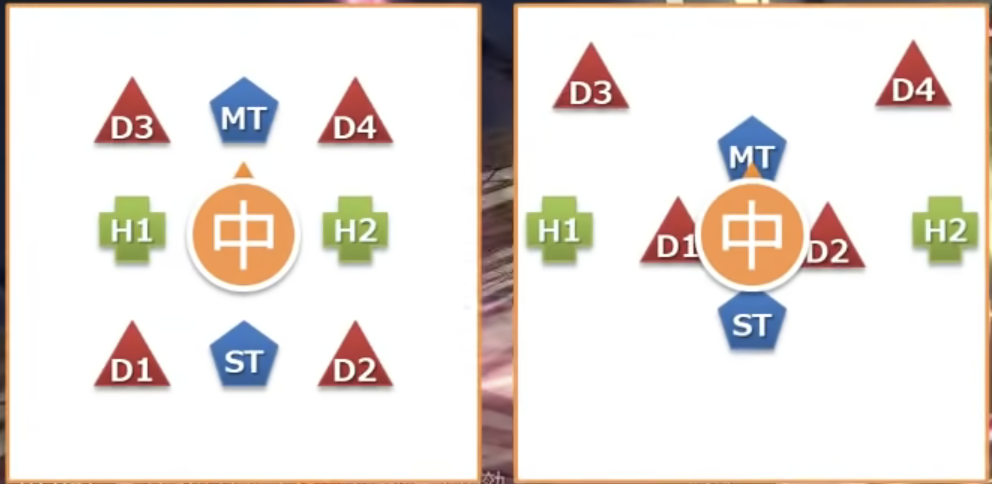 D3 MT D4
H1 中 H2
D1 ST D2
D3 D4
MT
H1 D1 中 D2 H2
ST